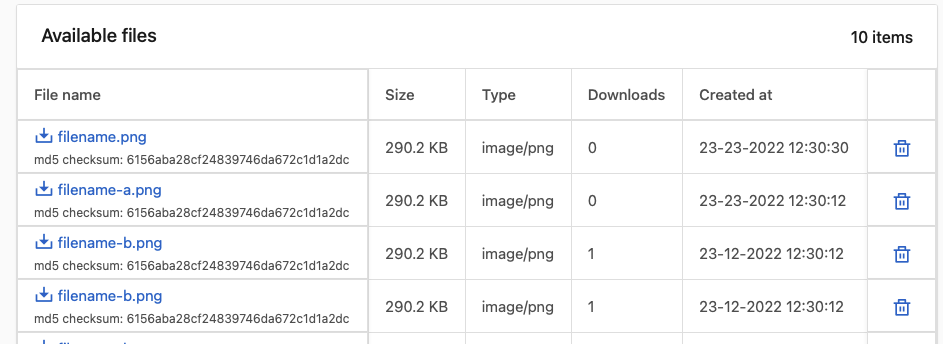 Available files
10 items
File name Size Type Downloads Created at
filename.png
md5 checksum: 6156aba28cf24839746da672c1d1a2dc
290.2 KB image/png 0 23-23-2022 12:30:30
filename-a.png
md5 checksum: 6156aba28cf24839746da672c1d1a2dc
290.2 KB image/png 0 23-23-2022 12:30:12
filename-b.png
md5 checksum: 6156aba28cf24839746da672c1d1a2dc
290.2 KB image/png 1 23-12-2022 12:30:12
filename-b.png
md5 checksum: 6156aba28cf24839746da672c1d1a2dc
290.2 KB image/png 1 23-12-2022 12:30:12